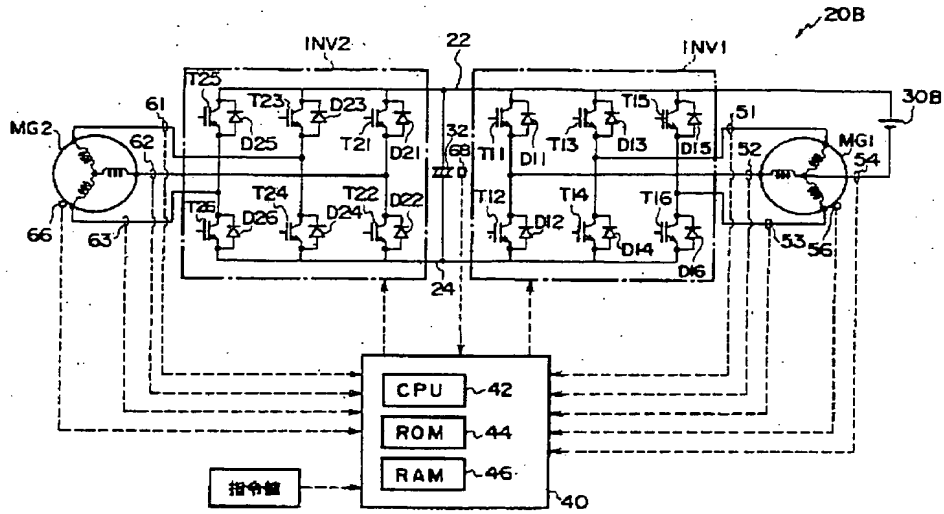 20B
INV2
22
INV1
T25
T23
D23
T15
30B
61
51
MG2
62
D25
T21
D21
32
68
T11
D11
T13
D13
D15
52
MG1
54
T24
T22
T12
T14
T16
T26
D26
D24
D22
D12
D14
D16
66
63
24
53
56
CPU
42
ROM
44
RAM
46
指令値
40